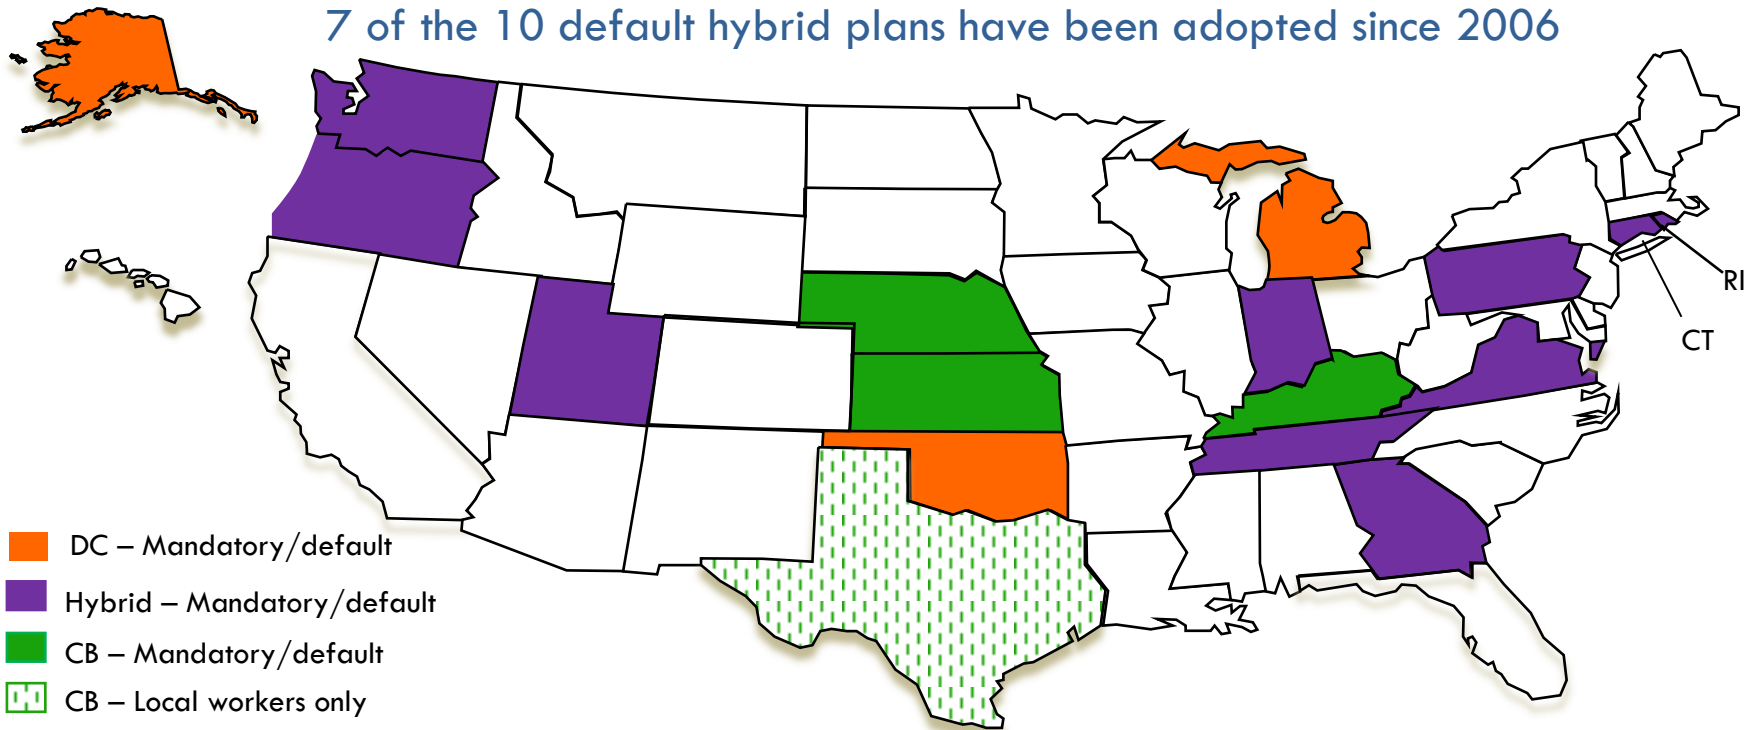 7 of the 10 default hybrid plans have been adopted since 2006
RI
CT
DC – Mandatory/default
Hybrid – Mandatory/default
CB – Mandatory/default
CB – Local workers only